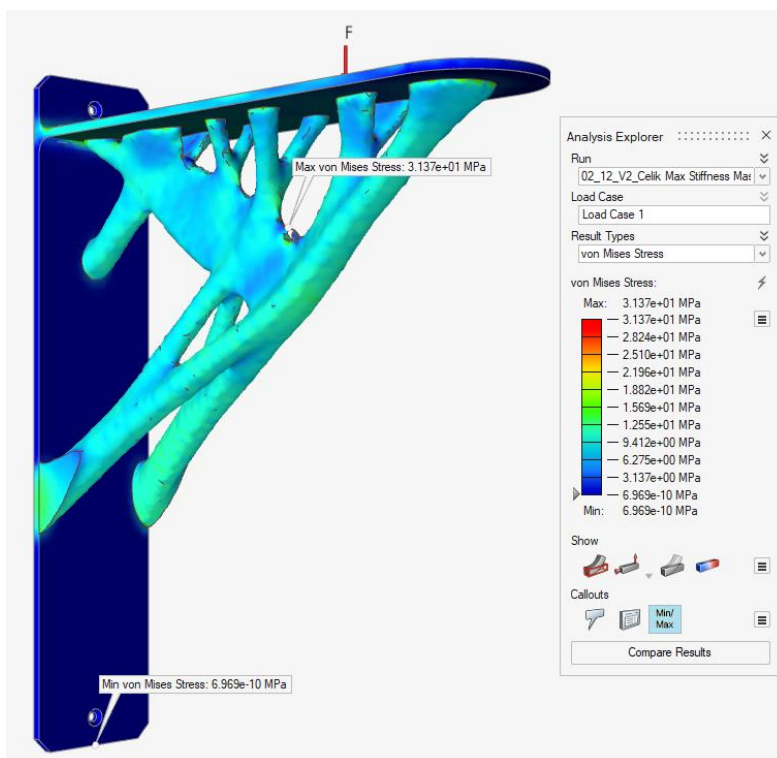 F
Max von Mises Stress: 3.137e+01 MPa
Min von Mises Stress: 6.969e-10 MPa
Analysis Explorer
Run
02_12_V2_Celik Max Stiffness Mas
Load Case
Load Case 1
Result Types
von Mises Stress
von Mises Stress:
Max: 3.137e+01 MPa
3.137e+01 MPa
2.824e+01 MPa
2.510e+01 MPa
2.196e+01 MPa
1.882e+01 MPa
1.569e+01 MPa
1.255e+01 MPa
9.412e+00 MPa
6.275e+00 MPa
3.137e+00 MPa
6.969e-10 MPa
Min: 6.969e-10 MPa
Show
Callouts
Min/
Max
Compare Results